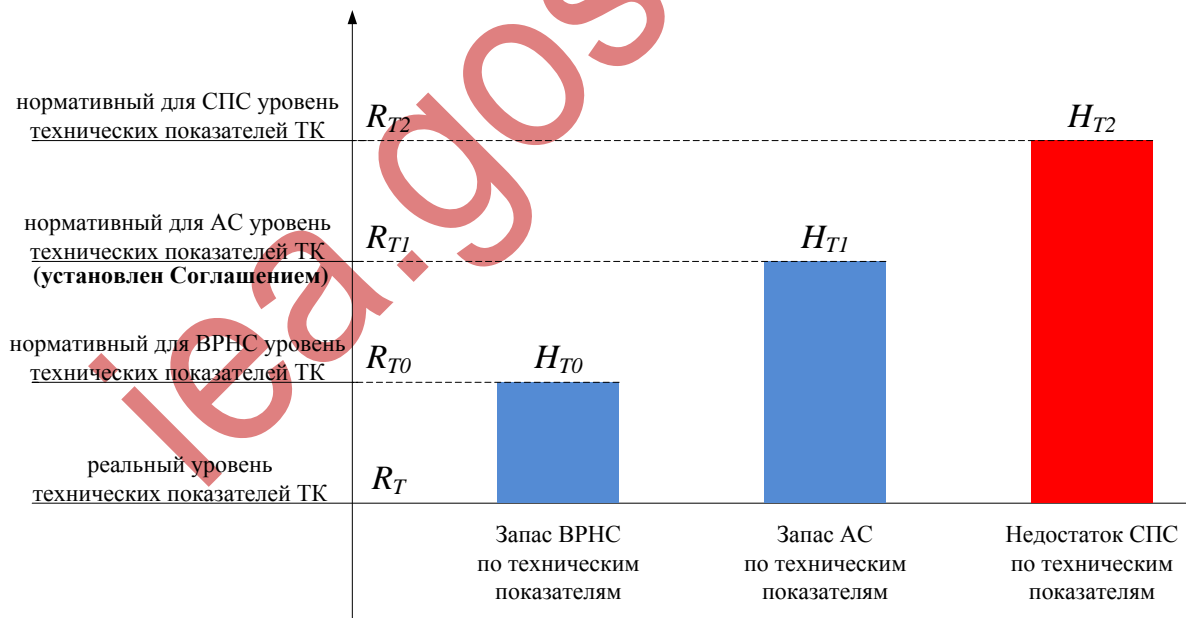 нормативный для СПС уровень
технических показателей ТК
R_T2
H_T2
нормативный для АС уровень
технических показателей ТК
(установлен Соглашением)
R_T1
H_T1
нормативный для ВРНС уровень
технических показателей ТК
R_T0
H_T0
реальный уровень
технических показателей ТК
R_T
Запас ВРНС
по техническим
показателям
Запас АС
по техническим
показателям
Недостаток СПС
по техническим
показателям
iea.gos